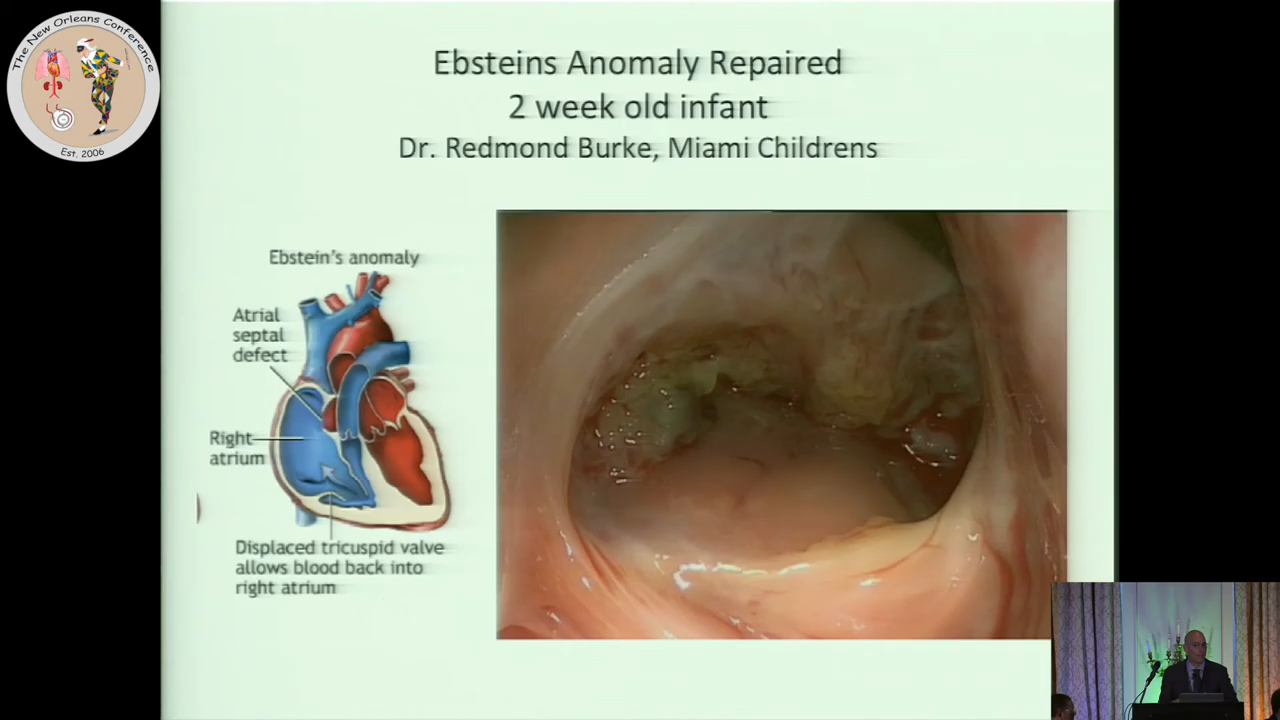 The New Orleans Conference
Est. 2006
Ebsteins Anomaly Repaired
2 week old infant
Dr. Redmond Burke, Miami Childrens
Ebstein's anomaly
Atrial
septal
defect
Right
atrium
Displaced tricuspid valve
allows blood back into
right atrium